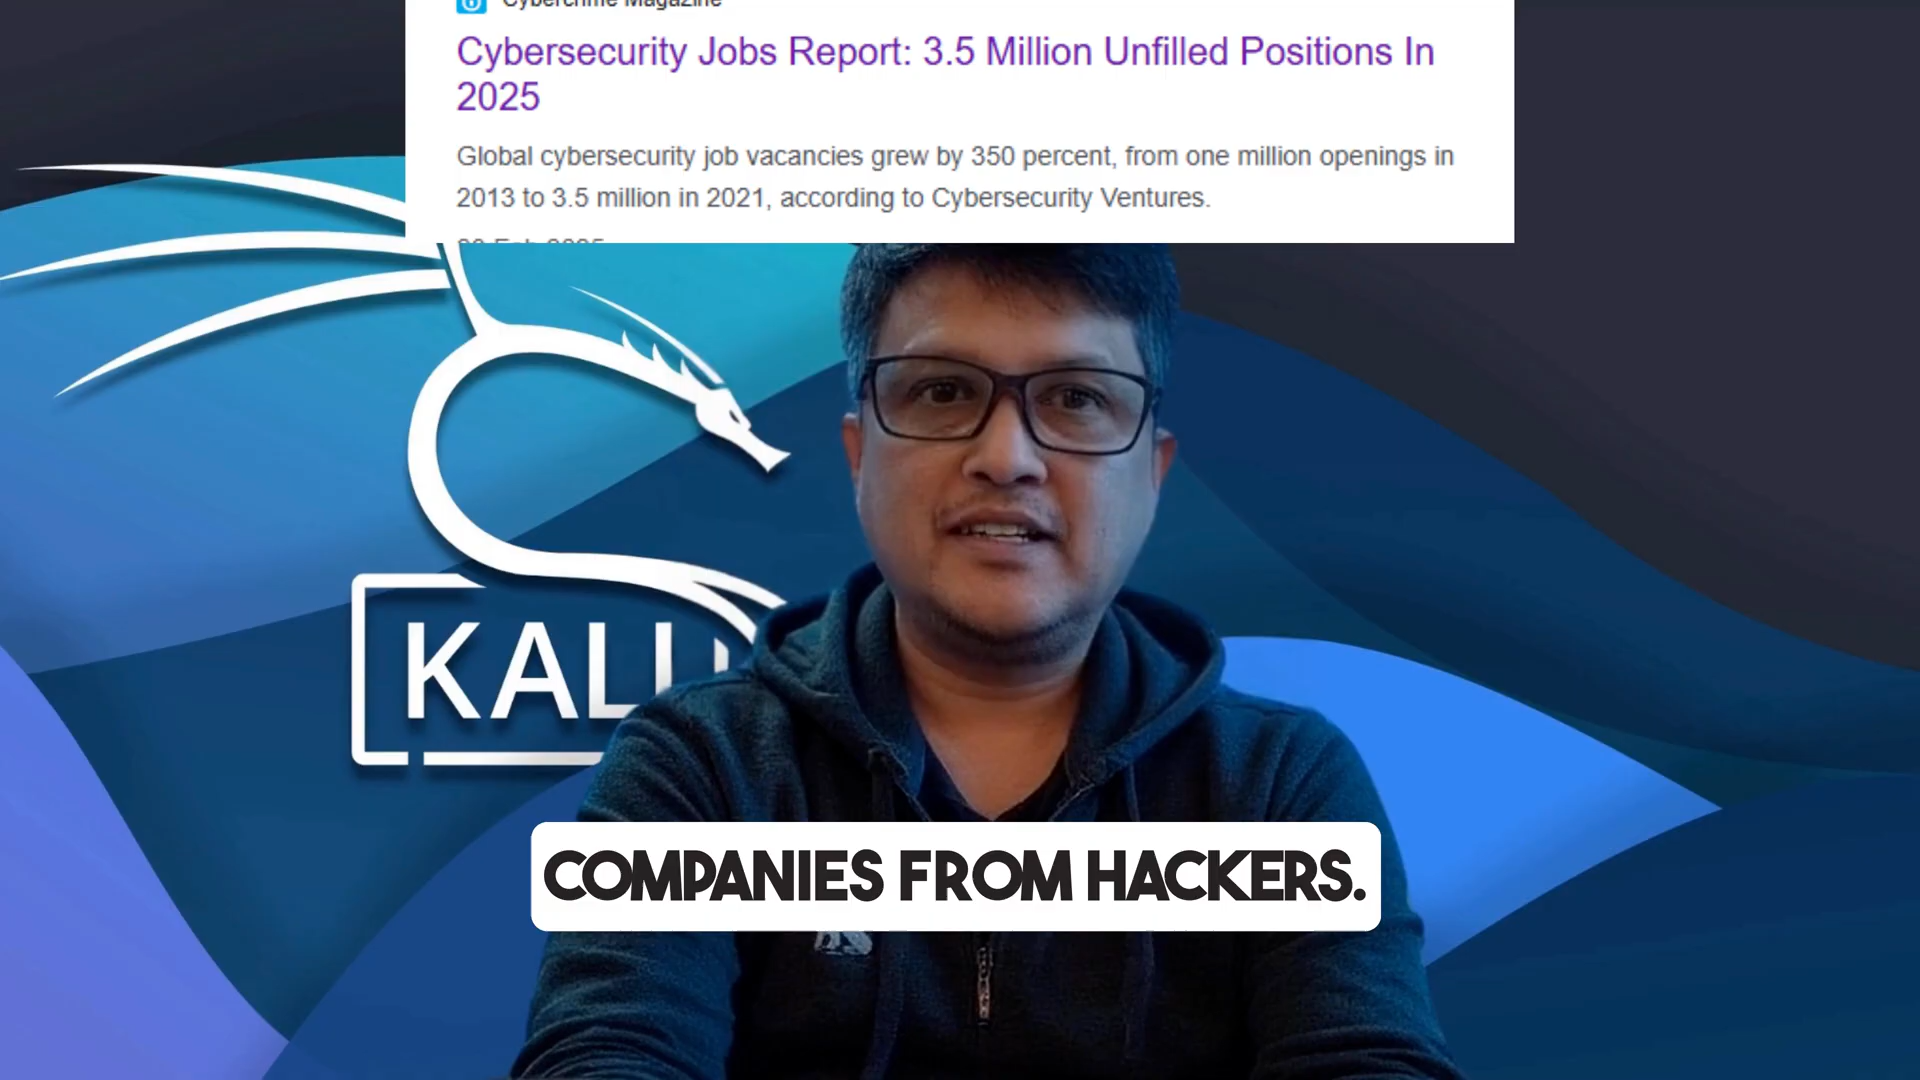 Cybercrime Magazine
Cybersecurity Jobs Report: 3.5 Million Unfilled Positions In
2025
Global cybersecurity job vacancies grew by 350 percent, from one million openings in
2013 to 3.5 million in 2021, according to Cybersecurity Ventures.
KALI
COMPANIES FROM HACKERS.